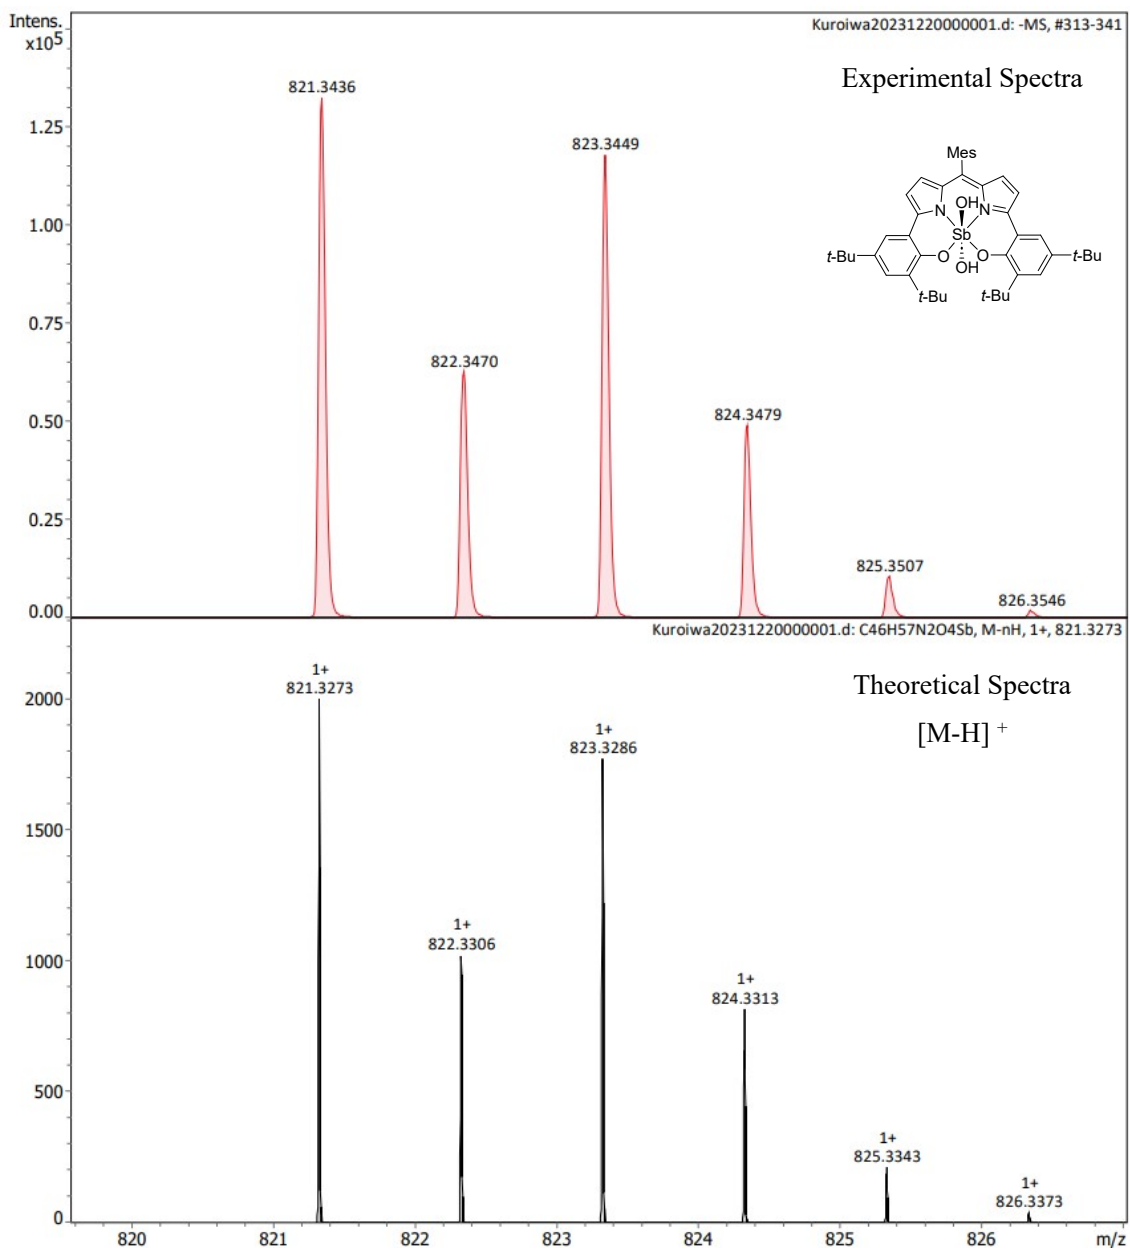 Intens.
x10⁵
Kuroiwa20231220000001.d: -MS, #313-341
Experimental Spectra
821.3436
823.3449
822.3470
824.3479
825.3507
826.3546
1.25
1.00
0.75
0.50
0.25
0.00
Mes
OH
N
N
Sb
O
O
OH
t-Bu
t-Bu
t-Bu
t-Bu
Kuroiwa20231220000001.d: C46H57N2O4Sb, M-nH, 1+, 821.3273
Theoretical Spectra
[M-H] ⁺
1+
821.3273
1+
823.3286
1+
822.3306
1+
824.3313
1+
825.3343
1+
826.3373
2000
1500
1000
500
0
820
821
822
823
824
825
826
m/z